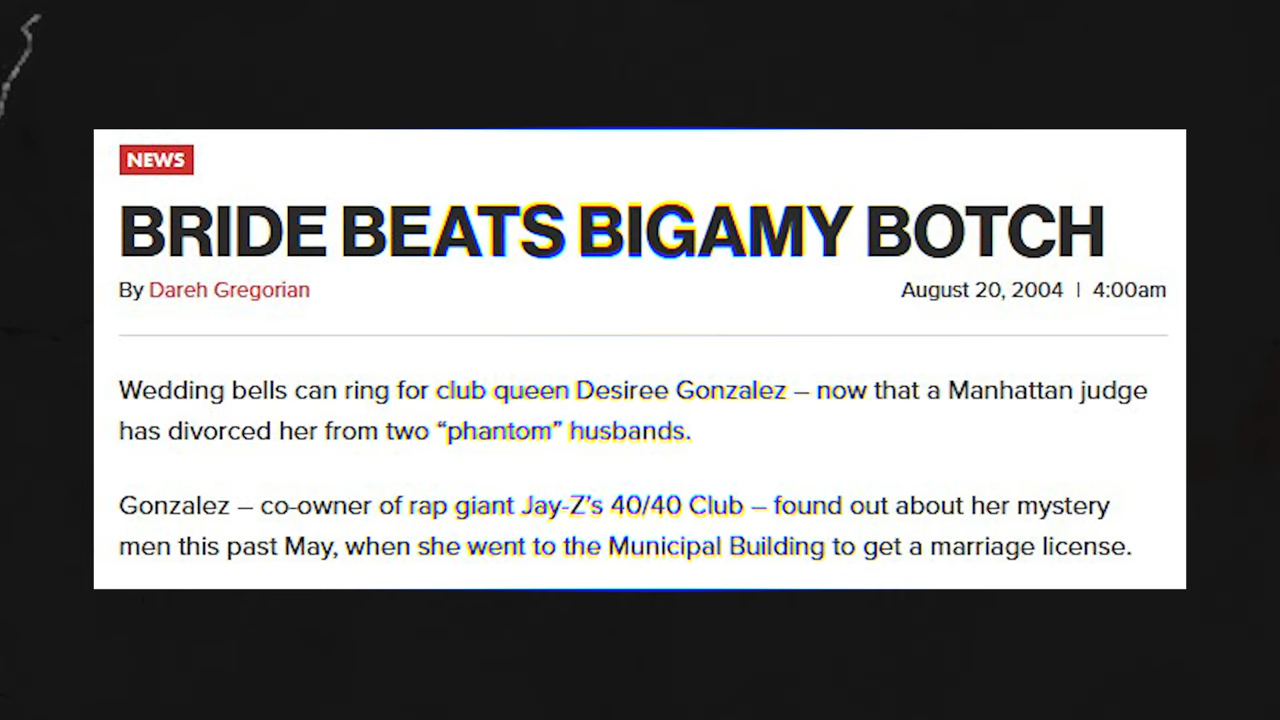 NEWS
BRIDE BEATS BIGAMY BOTCH
By Dareh Gregorian
August 20, 2004 | 4:00am
Wedding bells can ring for club queen Desiree Gonzalez – now that a Manhattan judge
has divorced her from two “phantom” husbands.
Gonzalez – co-owner of rap giant Jay-Z’s 40/40 Club – found out about her mystery
men this past May, when she went to the Municipal Building to get a marriage license.